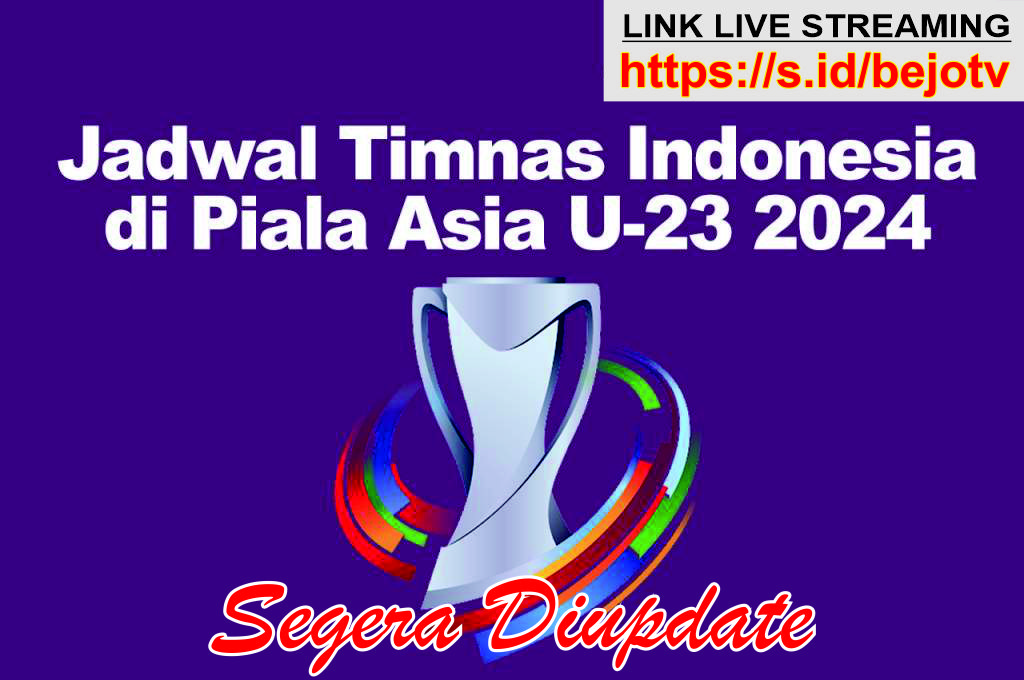 LINK LIVE STREAMING
https://s.id/bejotv
Jadwal Timnas Indonesia
di Piala Asia U-23 2024
Segera Diupdate